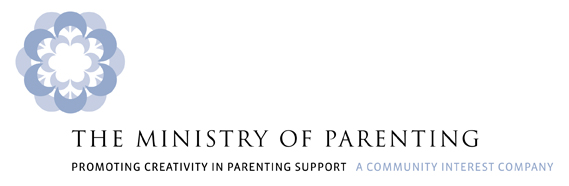 THE MINISTRY OF PARENTING
PROMOTING CREATIVITY IN PARENTING SUPPORT A COMMUNITY INTEREST COMPANY